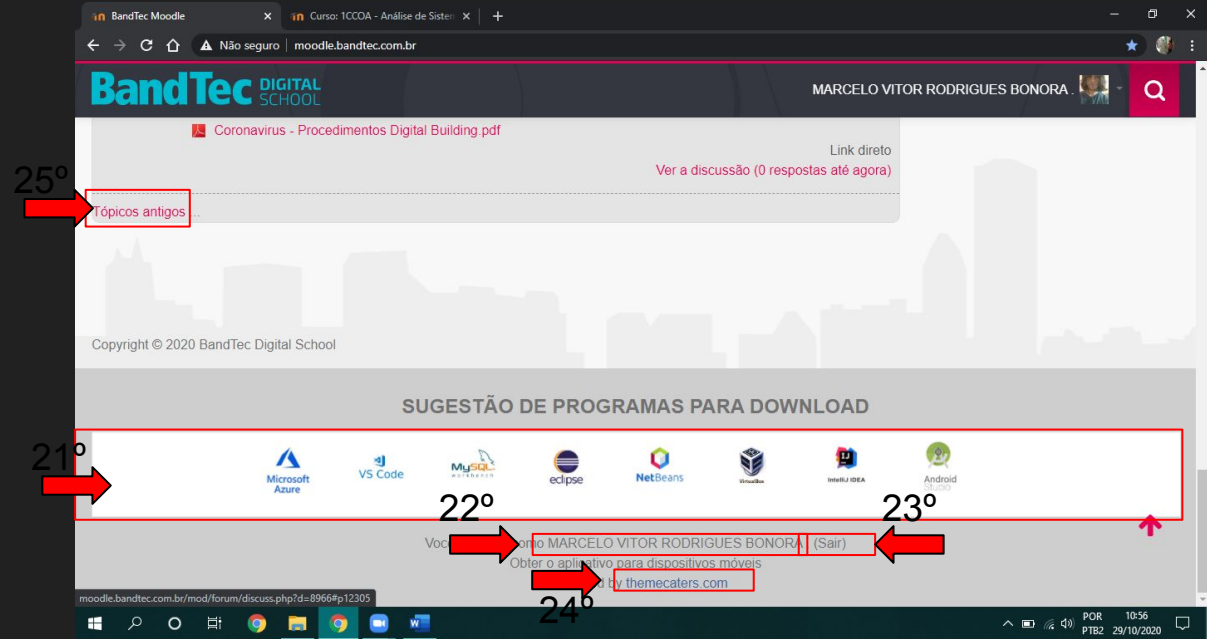 BandTec Moodle
Curso: 1CCOA - Análise de Sister
Não seguro
moodle.bandtec.com.br
BandTec DIGITAL SCHOOL
MARCELO VITOR RODRIGUES BONORA .
Coronavirus - Procedimentos Digital Building.pdf
Link direto
Ver a discussão (0 respostas até agora)
25º
Tópicos antigos ...
Copyright © 2020 BandTec Digital School
SUGESTÃO DE PROGRAMAS PARA DOWNLOAD
21º
Microsoft Azure
VS Code
MySQL workbench
eclipse
NetBeans
VirtualBox
IntelliJ IDEA
Android Studio
22º
23º
omo MARCELO VITOR RODRIGUES BONORA (Sair)
Obter o aplicativo para dispositivos móveis
by themecaters.com
24º
moodle.bandtec.com.br/mod/forum/discuss.php?d=8966#p12305
POR
PTB2
10:56
29/10/2020